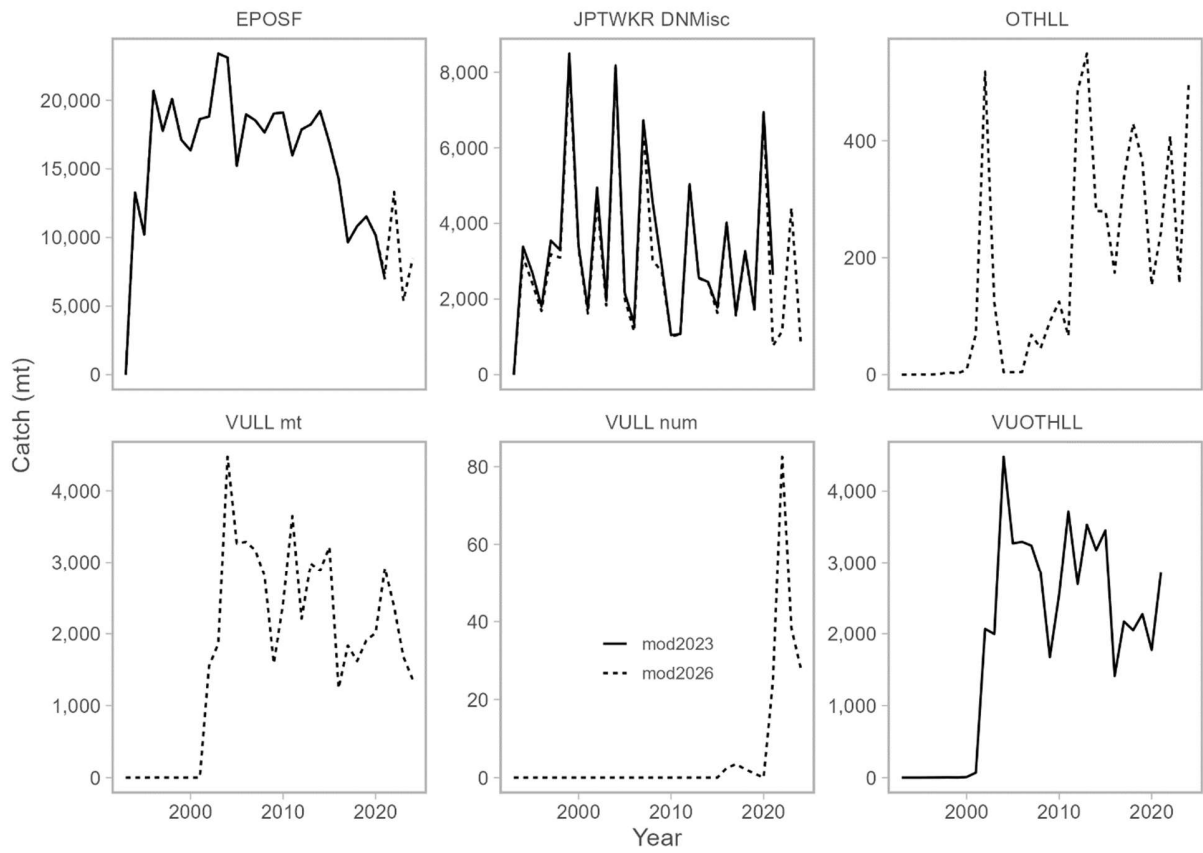 EPOSF
JPTWKR DNMisc
OTHLL
20,000
15,000
10,000
5,000
0
8,000
6,000
4,000
2,000
0
400
200
0
Catch (mt)
VULL mt
VULL num
VUOTHLL
4,000
3,000
2,000
1,000
0
80
60
40
20
0
mod2023
mod2026
4,000
3,000
2,000
1,000
0
2000 2010 2020
2000 2010 2020
2000 2010 2020
Year